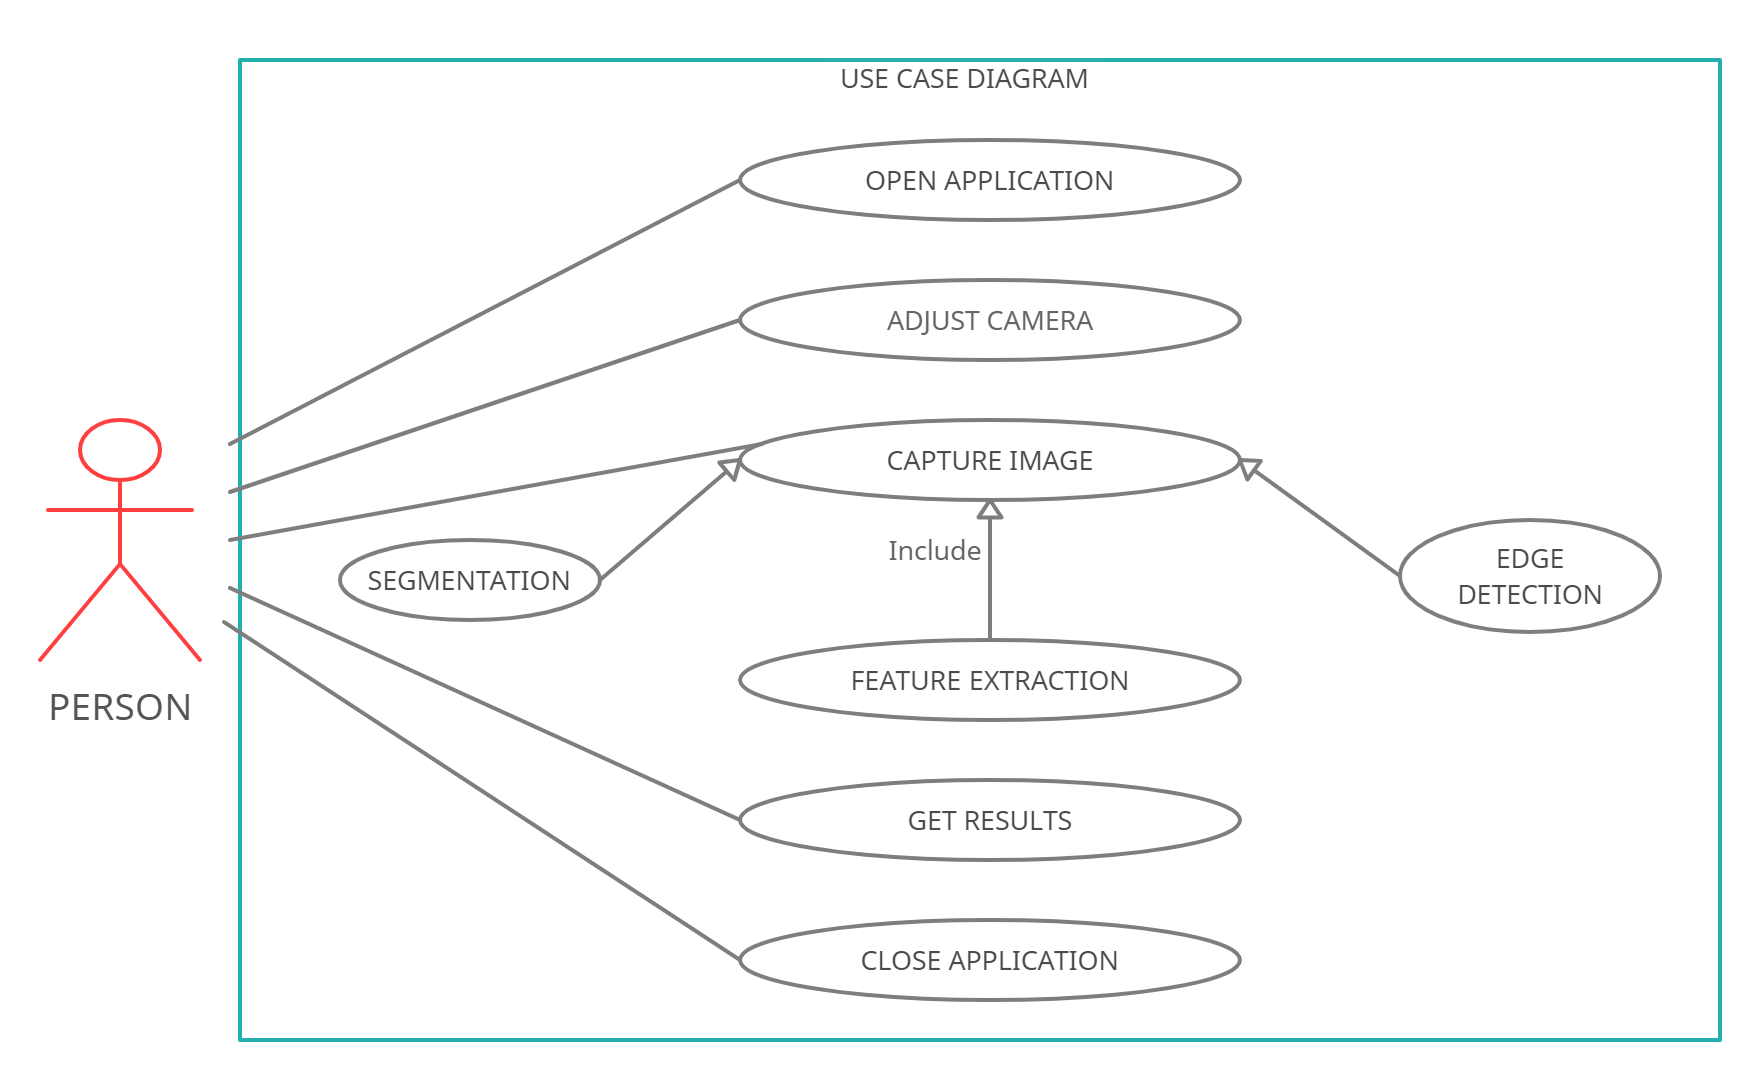 USE CASE DIAGRAM
OPEN APPLICATION
ADJUST CAMERA
CAPTURE IMAGE
Include
SEGMENTATION
EDGE
DETECTION
FEATURE EXTRACTION
PERSON
GET RESULTS
CLOSE APPLICATION